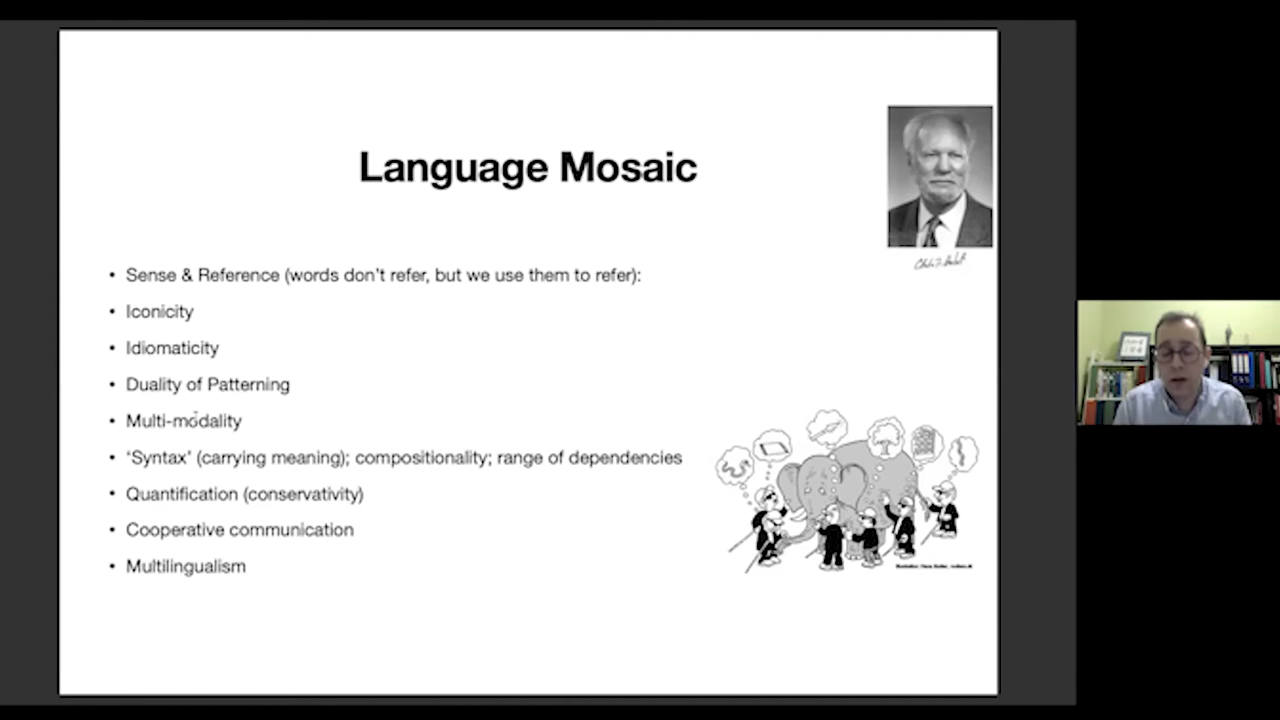 Language Mosaic
• Sense & Reference (words don't refer, but we use them to refer):
• Iconicity
• Idiomaticity
• Duality of Patterning
• Multi-modality
• ‘Syntax’ (carrying meaning); compositionality; range of dependencies
• Quantification (conservativity)
• Cooperative communication
• Multilingualism